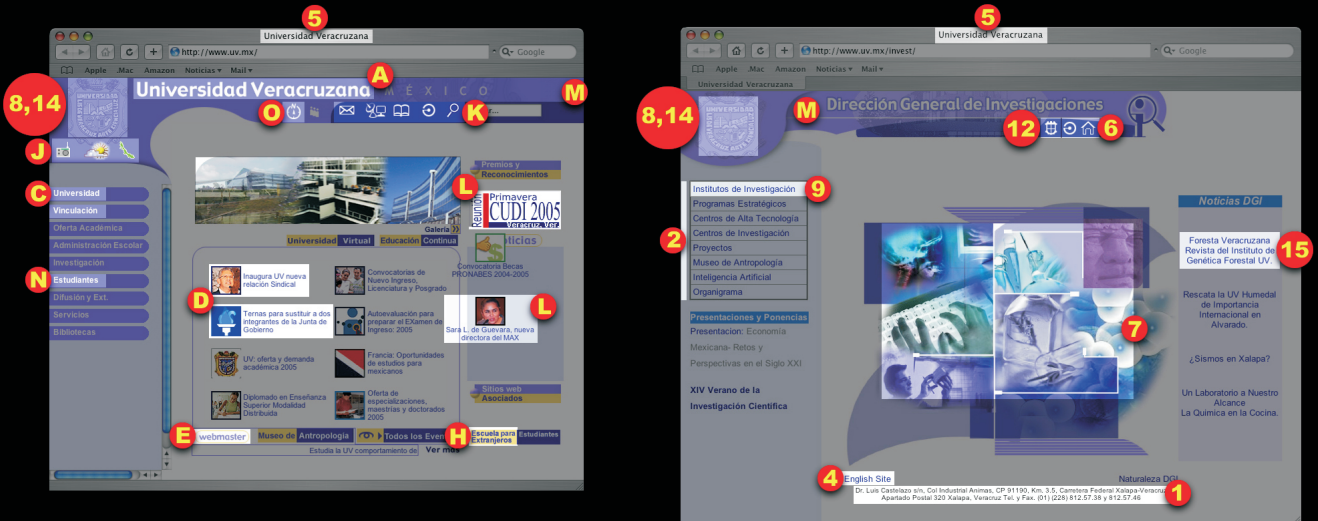 5
Universidad Veracruzana
http://www.uv.mx/
Google
Apple .Mac Amazon Noticias Mail
A
8,14
Universidad Veracruzana
MÉXICO
M
O
K
J
C
Universidad
Vinculación
Oferta Académica
Administración Escolar
Investigación
N
Estudiantes
Difusión y Ext.
Servicios
Bibliotecas
L
Galería
Universidad Virtual
Educación Continua
D
Inaugura UV nueva
relación Sindical
Ternas para sustituir a dos
integrantes de la Junta de
Gobierno
UV: oferta y demanda
académica 2005
Diplomado en Enseñanza
Superior Modalidad
Distribuida
Convocatorias de
Nuevo Ingreso,
Licenciatura y Posgrado
Autoevaluación para
preparar el EXamen de
Ingreso: 2005
Francia: Oportunidades
de estudios para
mexicanos
Oferta de
especializaciones,
maestrías y doctorados
2005
Premios y
Reconocimientos
Reunión
Primavera
CUDI 2005
Veracruz, Ver.
Noticias
Convocatoria Becas
PRONABES 2004-2005
L
Sara L. de Guevara, nueva
directora del MAX
Sitios web
Asociados
E
webmaster
Museo de Antropología
Todos los Even
H
Escuela para
Extranjeros
Estudiantes
Estudia la UV comportamiento de
Ver más
5
Universidad Veracruzana
http://www.uv.mx/invest/
Google
Apple .Mac Amazon Noticias Mail
Universidad Veracruzana
8,14
M
Dirección General de Investigaciones
12
6
2
Institutos de Investigación
9
Programas Estratégicos
Centros de Alta Tecnología
Centros de Investigación
Proyectos
Museo de Antropología
Inteligencia Artificial
Organigrama
Presentaciones y Ponencias
Presentacion: Economía
Mexicana- Retos y
Perspectivas en el Siglo XXI
XIV Verano de la
Investigación Científica
7
Noticias DGI
Foresta Veracruzana
Revista del Instituto de
Genética Forestal UV.
15
Rescata la UV Humedal
de Importancia
Internacional en
Alvarado.
¿Sismos en Xalapa?
Un Laboratorio a Nuestro
Alcance
La Quimica en la Cocina.
4
English Site
Naturaleza DGI
Dr. Luis Castelazo s/n, Col Industrial Animas, CP 91190, Km. 3.5, Carretera Federal Xalapa-Veracruz
Apartado Postal 320 Xalapa, Veracruz Tel. y Fax. (01) (228) 812.57.38 y 812.57.46
1